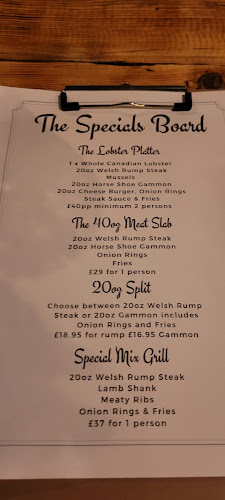 The Specials Board
The Lobster Platter
1 x Whole Canadian Lobster
20oz Welsh Rump Steak
Mussels
20oz Horse Shoe Gammon
20oz Cheese Burger, Onion Rings
Steak Sauce & Fries
£40pp minimum 2 persons
The 40oz Meat Slab
20oz Welsh Rump Steak
20oz Horse Shoe Gammon
Onion Rings
Fries
£29 for 1 person
20oz Split
Choose between 20oz Welsh Rump
Steak or 20oz Gammon includes
Onion Rings and Fries
£18.95 for rump £16.95 Gammon
Special Mix Grill
20oz Welsh Rump Steak
Lamb Shank
Meaty Ribs
Onion Rings & Fries
£37 for 1 person